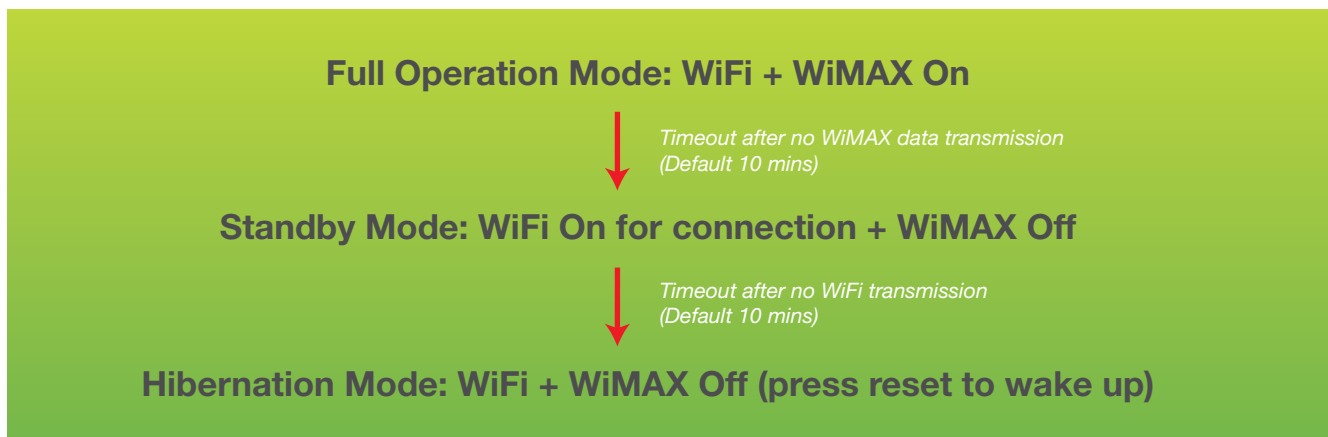 Full Operation Mode: WiFi + WiMAX On
Timeout after no WiMAX data transmission
(Default 10 mins)
Standby Mode: WiFi On for connection + WiMAX Off
Timeout after no WiFi transmission
(Default 10 mins)
Hibernation Mode: WiFi + WiMAX Off (press reset to wake up)